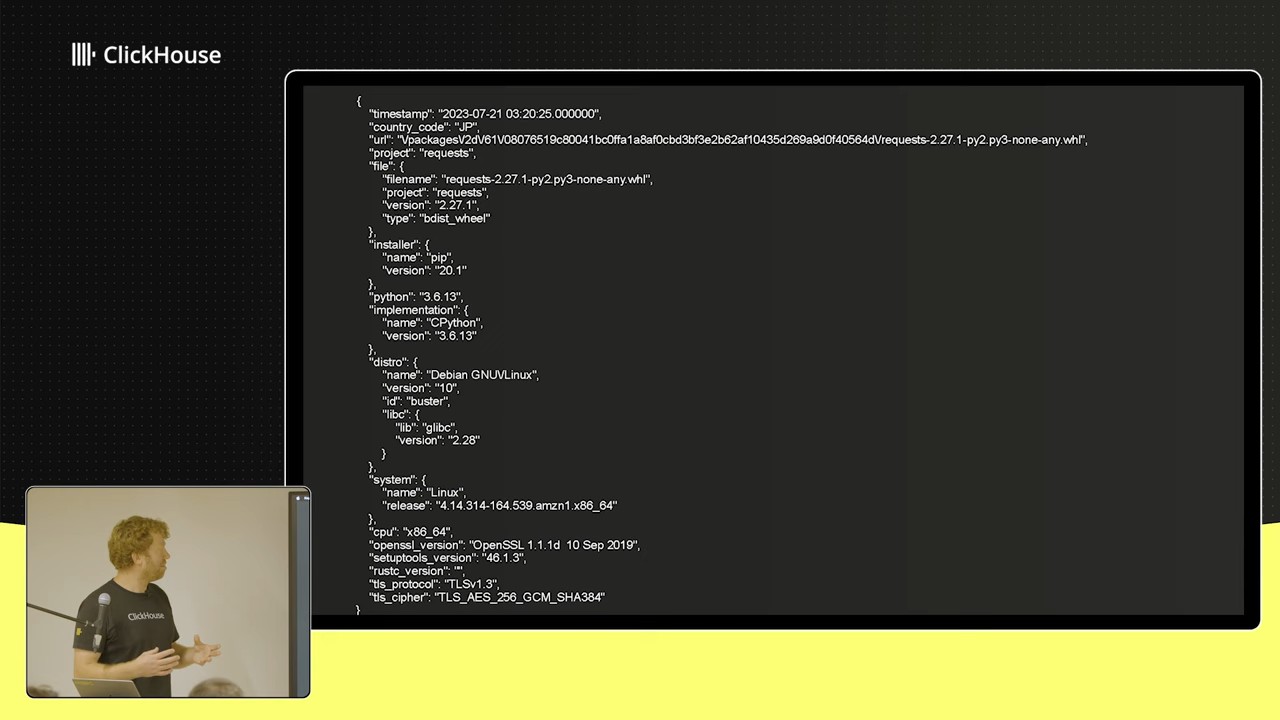 ClickHouse
{
"timestamp": "2023-07-21 03:20:25.000000",
"country_code": "JP",
"url": "\/packages\/2d\/61\/08076519c80041bc0ffa1a8af0cbd3bf3e2b62af10435d269a9d0f40564d\/requests-2.27.1-py2.py3-none-any.whl",
"project": "requests",
"file": {
"filename": "requests-2.27.1-py2.py3-none-any.whl",
"project": "requests",
"version": "2.27.1",
"type": "bdist_wheel"
},
"installer": {
"name": "pip",
"version": "20.1"
},
"python": "3.6.13",
"implementation": {
"name": "CPython",
"version": "3.6.13"
},
"distro": {
"name": "Debian GNU\/Linux",
"version": "10",
"id": "buster",
"libc": {
"lib": "glibc",
"version": "2.28"
}
},
"system": {
"name": "Linux",
"release": "4.14.314-164.539.amzn1.x86_64"
},
"cpu": "x86_64",
"openssl_version": "OpenSSL 1.1.1d  10 Sep 2019",
"setuptools_version": "46.1.3",
"rustc_version": "",
"tls_protocol": "TLSv1.3",
"tls_cipher": "TLS_AES_256_GCM_SHA384"
}
ClickHouse